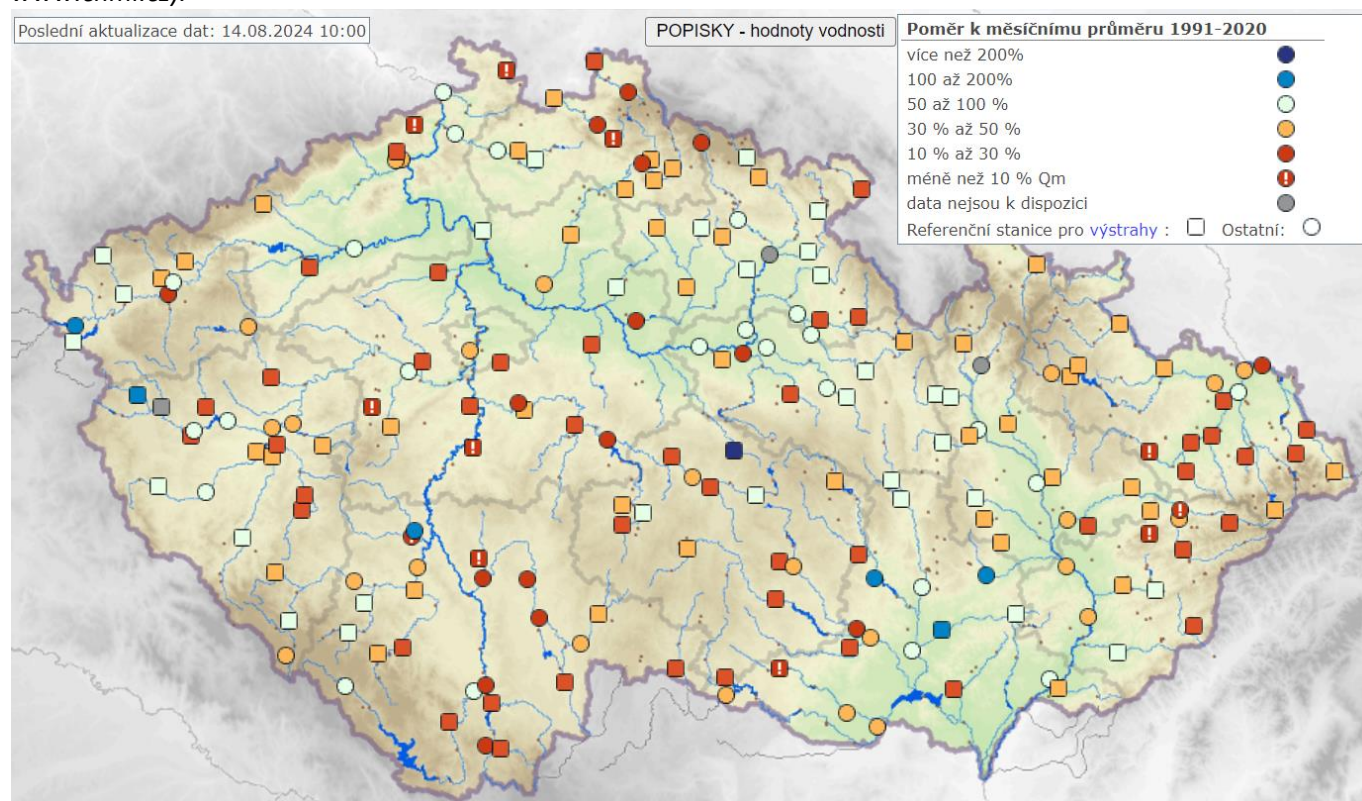 Poslední aktualizace dat: 14.08.2024 10:00
POPISKY - hodnoty vodnosti
Poměr k měsíčnímu průměru 1991-2020
více než 200%
100 až 200%
50 až 100 %
30 % až 50 %
10 % až 30 %
méně než 10 % Qm
data nejsou k dispozici
Referenční stanice pro výstrahy : Ostatní: